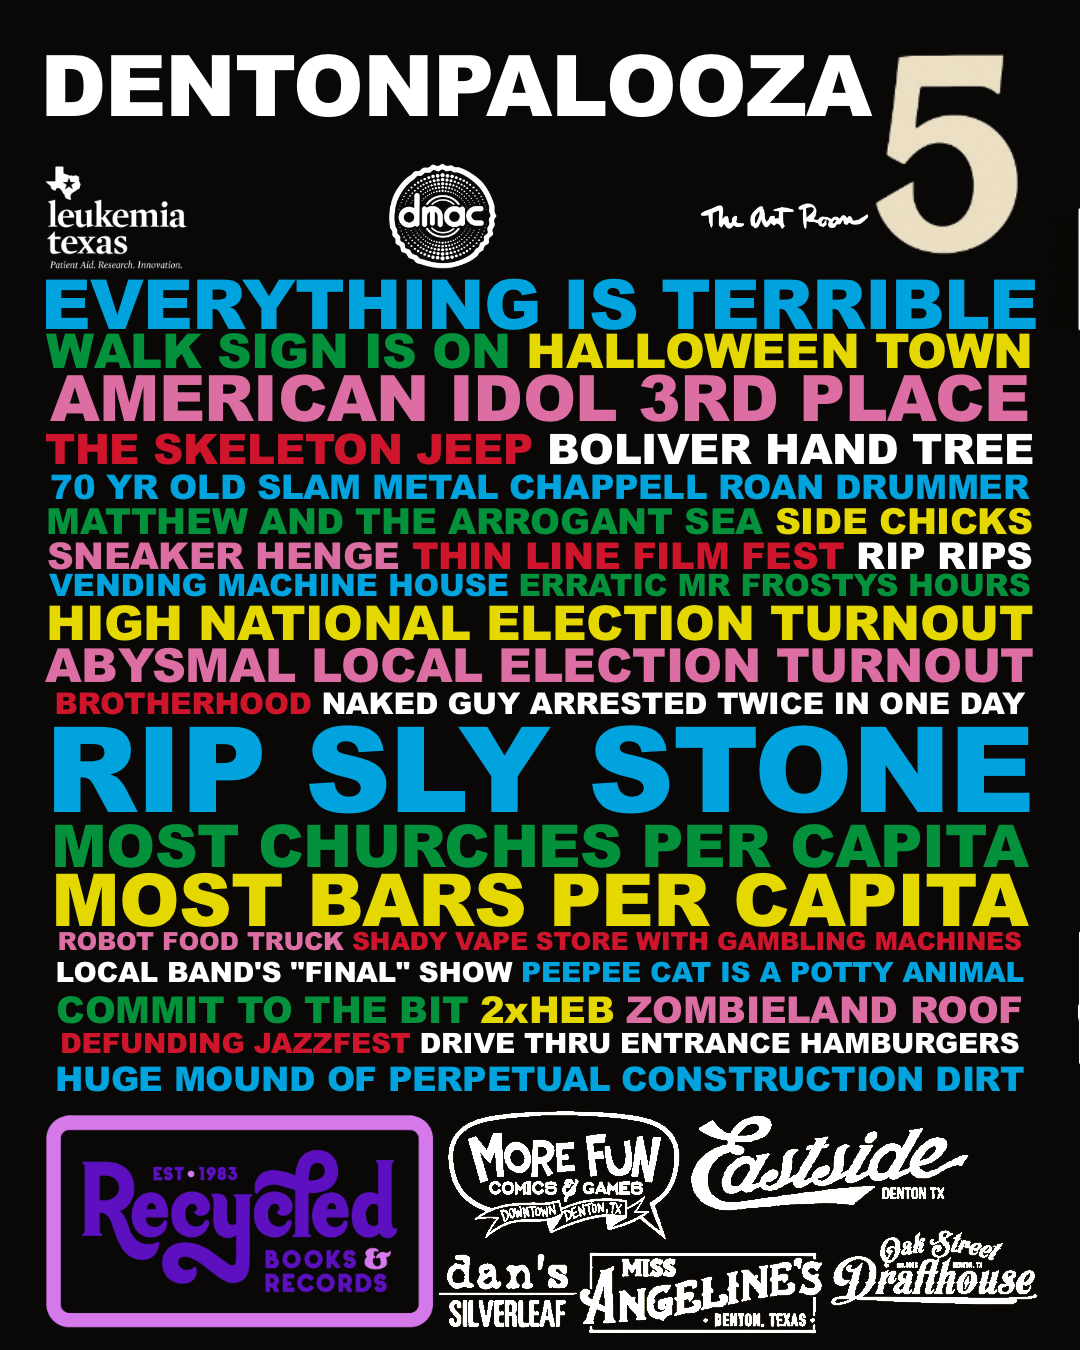 DENTONPALOOZA 5
leukemia
texas
Patient Aid. Research. Innovation.
dmac
The Art Room
EVERYTHING IS TERRIBLE
WALK SIGN IS ON HALLOWEEN TOWN
AMERICAN IDOL 3RD PLACE
THE SKELETON JEEP BOLIVER HAND TREE
70 YR OLD SLAM METAL CHAPPELL ROAN DRUMMER
MATTHEW AND THE ARROGANT SEA SIDE CHICKS
SNEAKER HENGE THIN LINE FILM FEST RIP RIPS
VENDING MACHINE HOUSE ERRATIC MR FROSTYS HOURS
HIGH NATIONAL ELECTION TURNOUT
ABYSMAL LOCAL ELECTION TURNOUT
BROTHERHOOD NAKED GUY ARRESTED TWICE IN ONE DAY
RIP SLY STONE
MOST CHURCHES PER CAPITA
MOST BARS PER CAPITA
ROBOT FOOD TRUCK SHADY VAPE STORE WITH GAMBLING MACHINES
LOCAL BAND'S "FINAL" SHOW PEEPEE CAT IS A POTTY ANIMAL
COMMIT TO THE BIT 2xHEB ZOMBIELAND ROOF
DEFUNDING JAZZFEST DRIVE THRU ENTRANCE HAMBURGERS
HUGE MOUND OF PERPETUAL CONSTRUCTION DIRT
EST • 1983
Recycled
BOOKS &
RECORDS
MORE FUN
COMICS & GAMES
DOWNTOWN DENTON, TX
Eastside
DENTON TX
dan's
SILVERLEAF
MISS
ANGELINE'S
• DENTON, TEXAS •
Oak Street
DENTON, TX
Drafthouse